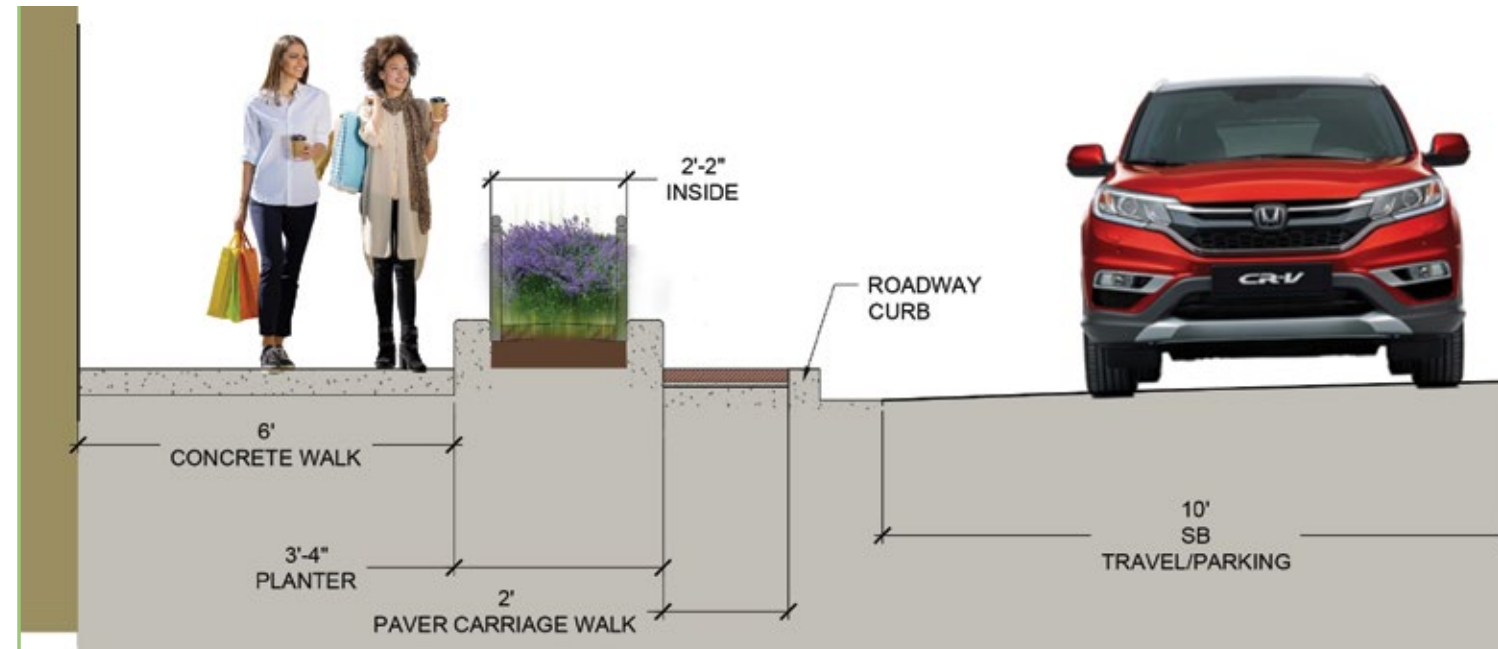 2'-2"
INSIDE
ROADWAY
CURB
CR-V
6'
CONCRETE WALK
10'
SB
TRAVEL/PARKING
3'-4"
PLANTER
2'
PAVER CARRIAGE WALK